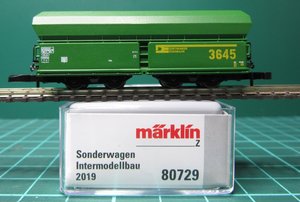 3645
märklin
Z
Sonderwagen
Intermodellbau
2019
80729